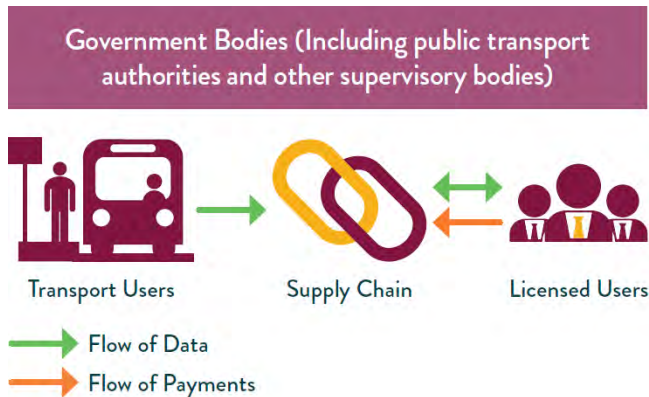 Government Bodies (Including public transport
authorities and other supervisory bodies)
Transport Users
Supply Chain
Licensed Users
Flow of Data
Flow of Payments